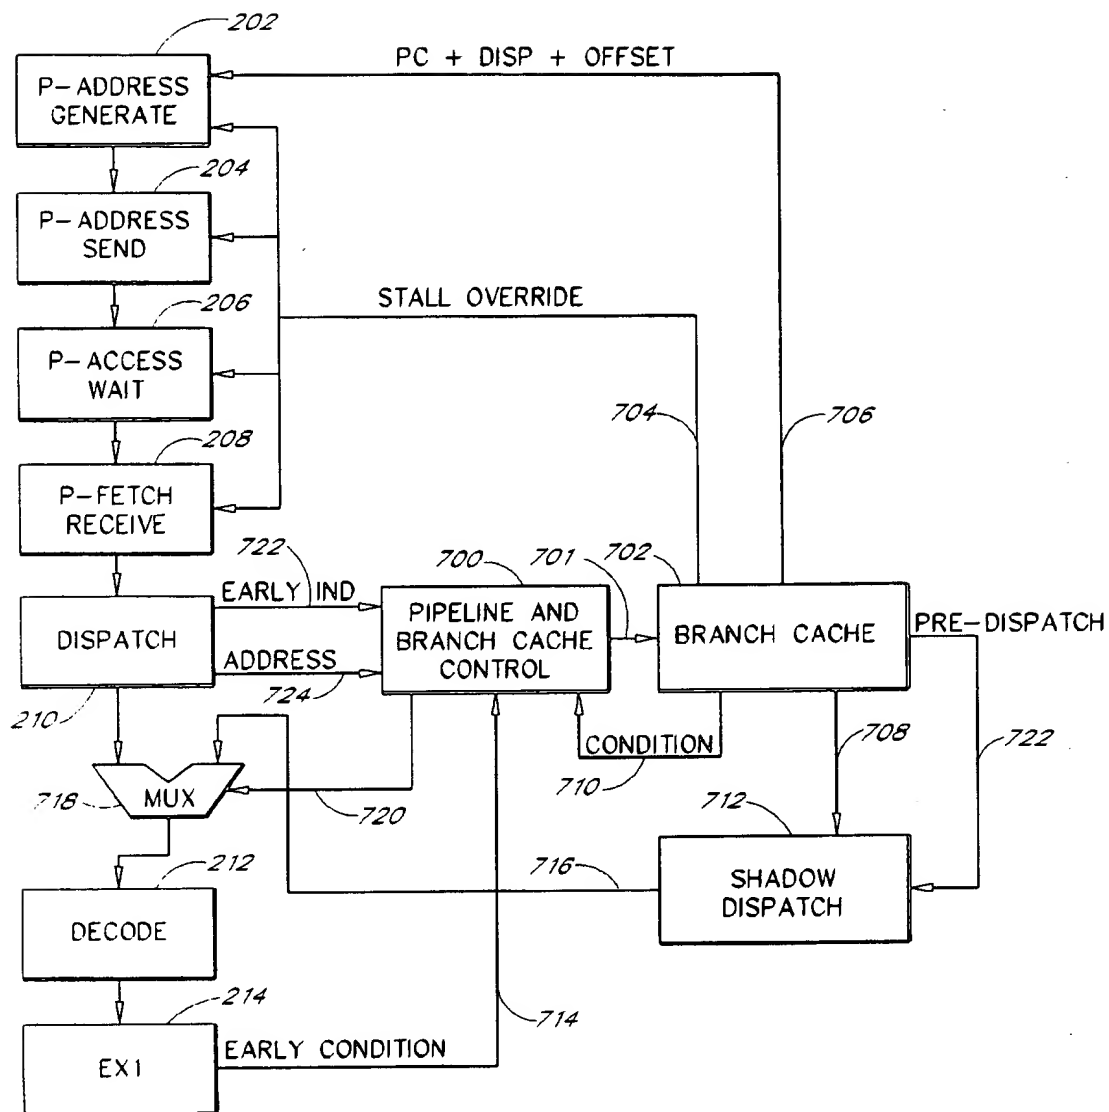 202
PC + DISP + OFFSET
P-ADDRESS
GENERATE
204
P-ADDRESS
SEND
206
STALL OVERRIDE
P-ACCESS
WAIT
704
706
208
P-FETCH
RECEIVE
722
700
701
702
EARLY IND
PIPELINE AND
BRANCH CACHE
CONTROL
BRANCH CACHE
PRE-DISPATCH
DISPATCH
ADDRESS
724
210
CONDITION
708
722
710
718
MUX
720
712
212
716
SHADOW
DISPATCH
DECODE
214
714
EARLY CONDITION
EX1